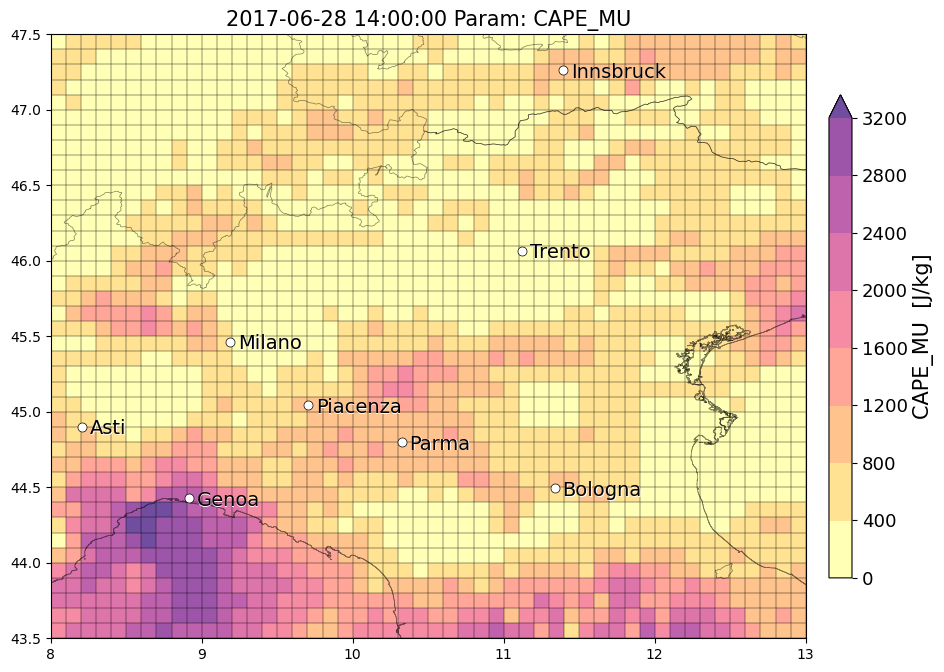 2017-06-28 14:00:00 Param: CAPE_MU
47.5
47.0
46.5
46.0
45.5
45.0
44.5
44.0
43.5
Innsbruck
Trento
Milano
Piacenza
Asti
Parma
Genoa
Bologna
8
9
10
11
12
13
3200
2800
2400
2000
1600
1200
800
400
0
CAPE_MU [J/kg]